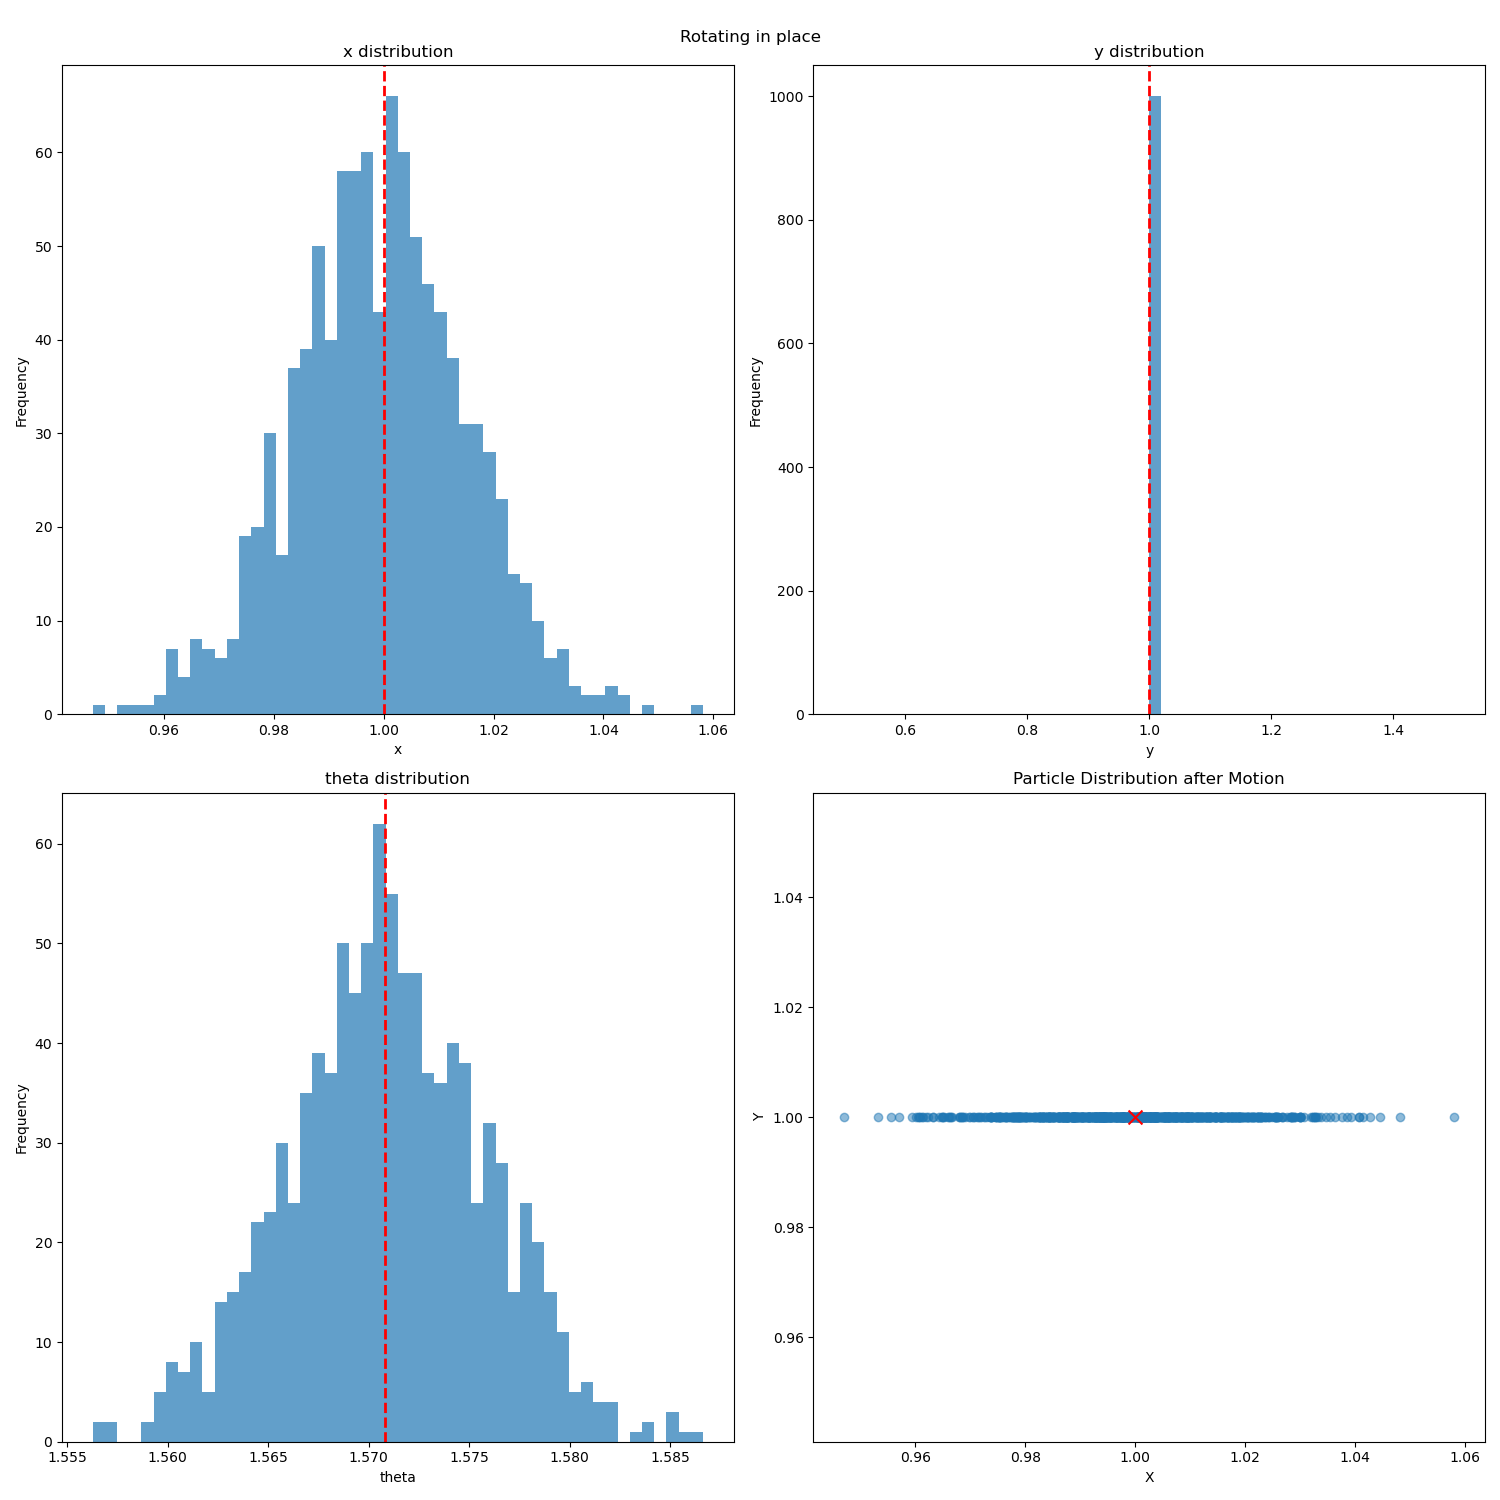 Rotating in place
x distribution
60
50
40
30
20
10
0
Frequency
0.96 0.98 1.00 1.02 1.04 1.06
x
y distribution
1000
800
600
400
200
0
Frequency
0.6 0.8 1.0 1.2 1.4
y
theta distribution
60
50
40
30
20
10
0
Frequency
1.555 1.560 1.565 1.570 1.575 1.580 1.585
theta
Particle Distribution after Motion
1.04
1.02
1.00
0.98
0.96
Y
0.96 0.98 1.00 1.02 1.04 1.06
X